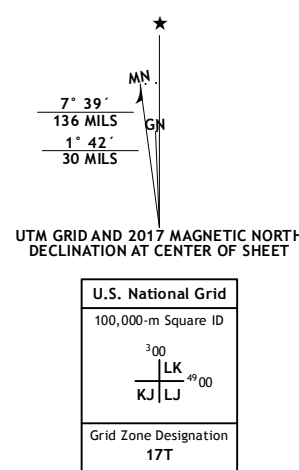 ★
MN
GN
7° 39´
136 MILS
1° 42´
30 MILS
UTM GRID AND 2017 MAGNETIC NORTH
DECLINATION AT CENTER OF SHEET
U.S. National Grid
100,000-m Square ID
300
LK
4900
KJ LJ
Grid Zone Designation
17T